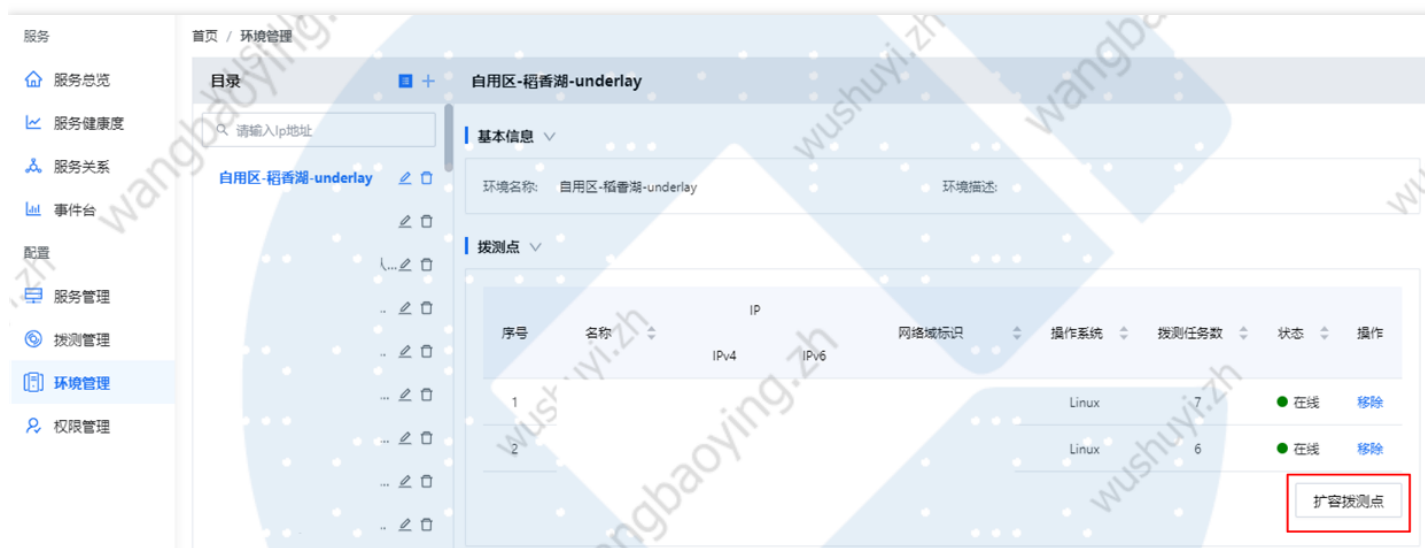 服务
服务总览
服务健康度
服务关系
事件台
配置
服务管理
拨测管理
环境管理
权限管理
首页 / 环境管理
目录
请输入Ip地址
自用区-稻香湖-underlay
(...
..
..
...
...
...
..
自用区-稻香湖-underlay
基本信息
环境名称: 自用区-稻香湖-underlay 环境描述:
拨测点
序号 名称 IP IPv4 IPv6 网络域标识 操作系统 拨测任务数 状态 操作
1 Linux 7 在线 移除
2 Linux 6 在线 移除
扩容拨测点
wangbaoying.zh
wushuyi.zh